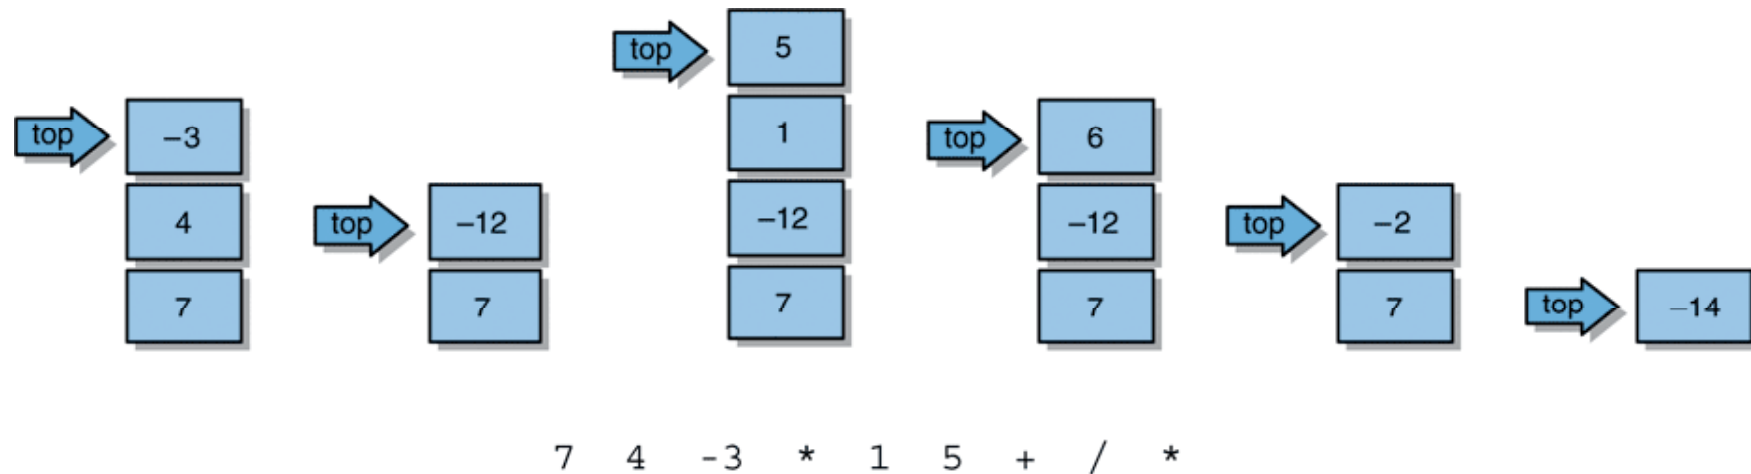 top -3 4 7
top -12 7
top 5 1 -12 7
top 6 -12 7
top -2 7
top -14
7 4 -3 * 1 5 + / *